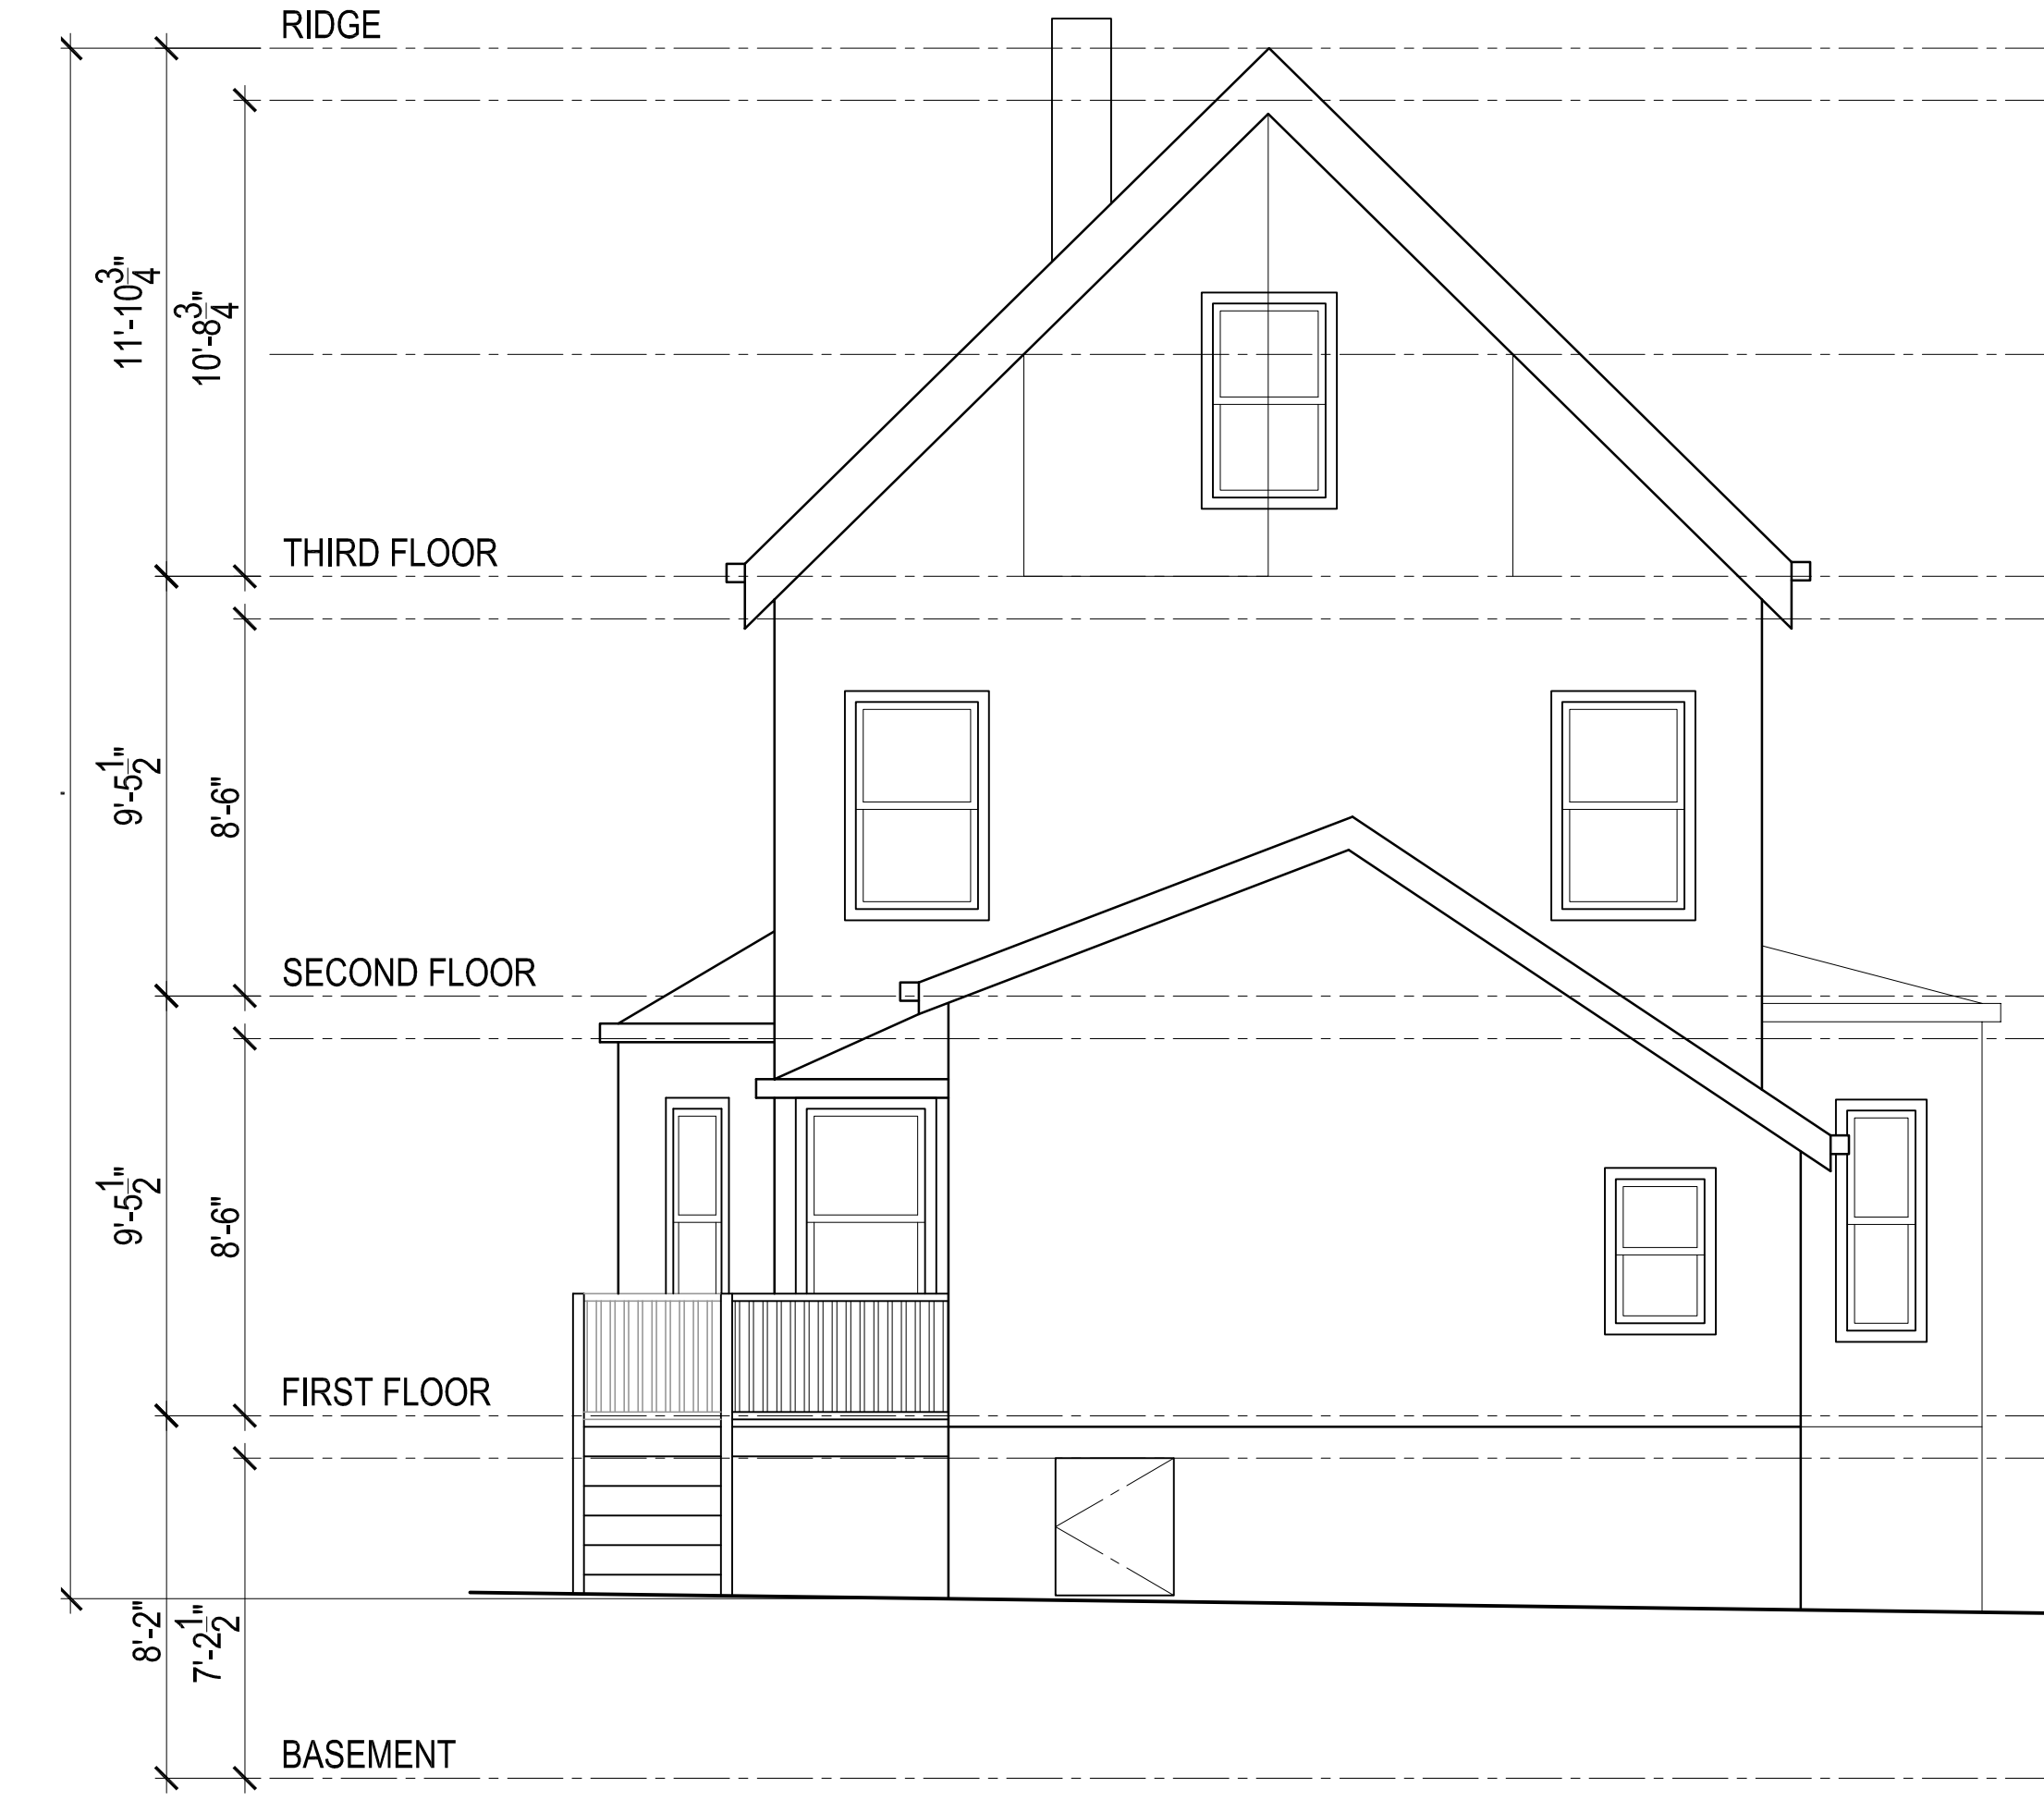 RIDGE
11'-10 3/4"
10'-8 3/4"
THIRD FLOOR
9'-5 1/2"
8'-6"
SECOND FLOOR
9'-5 1/2"
8'-6"
FIRST FLOOR
8'-2"
7'-2 1/2"
BASEMENT